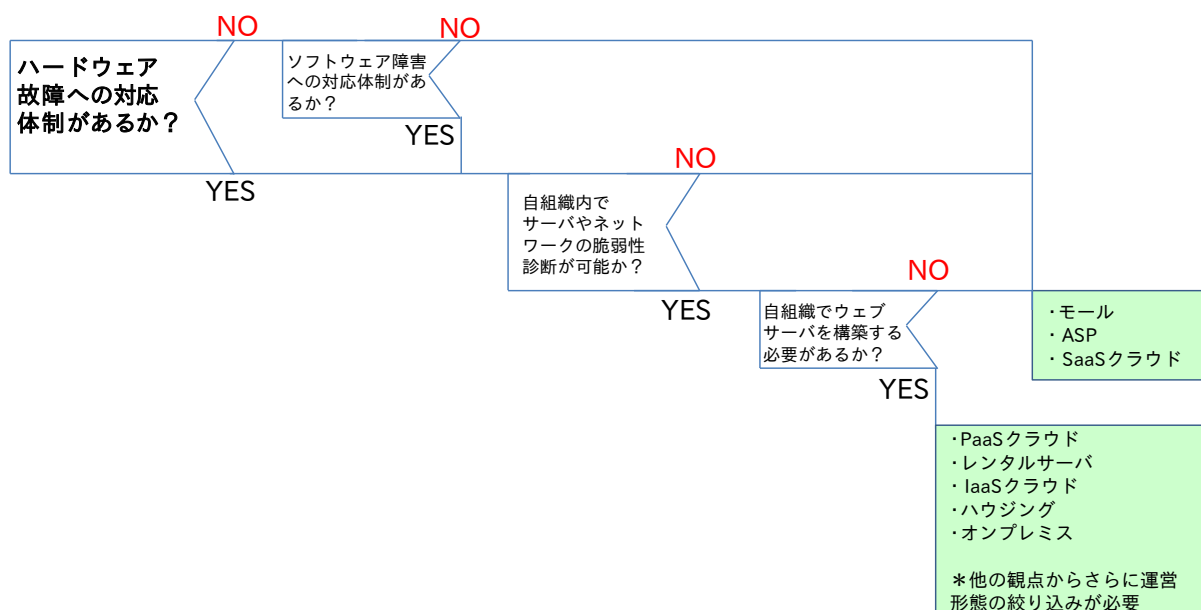 NO
NO
ハードウェア
故障への対応
体制があるか？
ソフトウェア障害
への対応体制があ
るか？
YES
YES
NO
自組織内で
サーバやネット
ワークの脆弱性
診断が可能か？
YES
NO
自組織でウェブ
サーバを構築する
必要があるか？
YES
・モール
・ASP
・SaaSクラウド
・PaaSクラウド
・レンタルサーバ
・IaaSクラウド
・ハウジング
・オンプレミス
＊他の観点からさらに運営
形態の絞り込みが必要